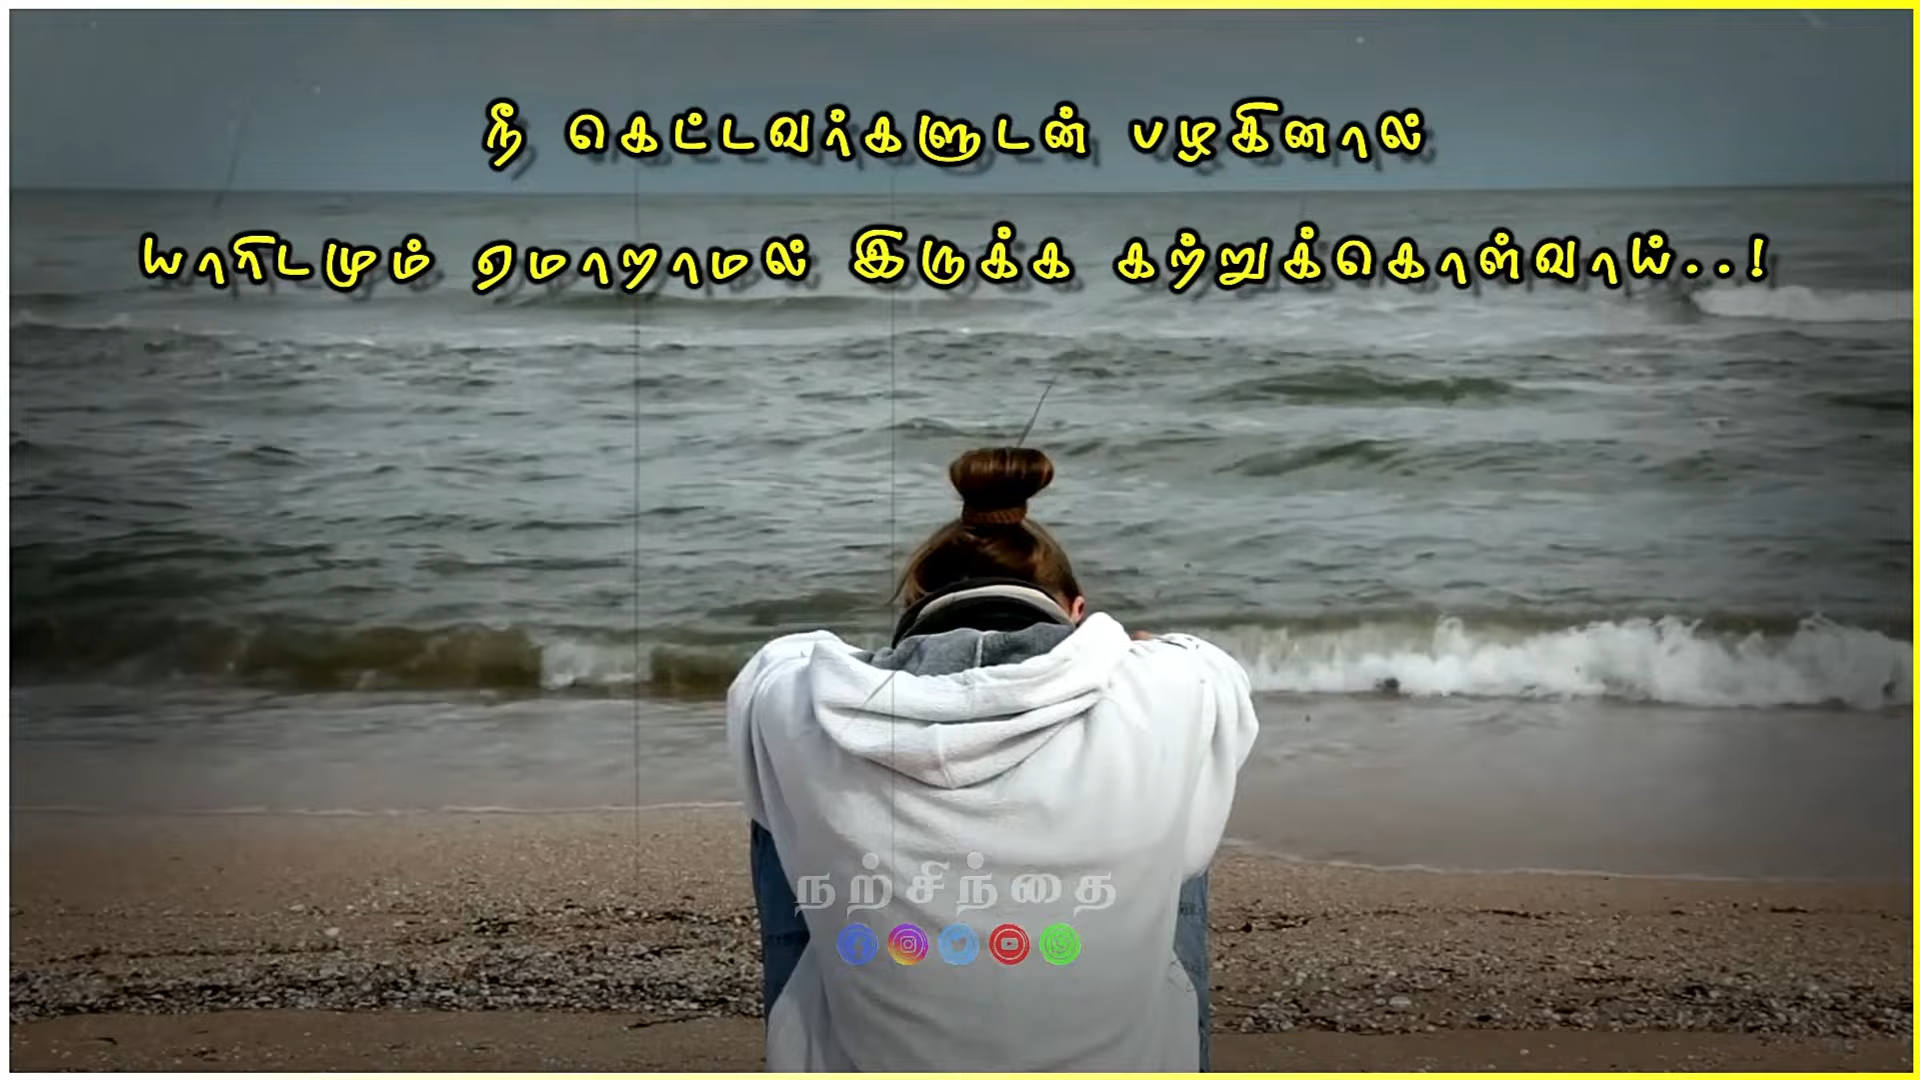 நீ கெட்டவர்களுடன் பழகினால்
யாரிடமும் ஏமாறாமல் இருக்க கற்றுக்கொள்வாய்..!
நற்சிந்தை